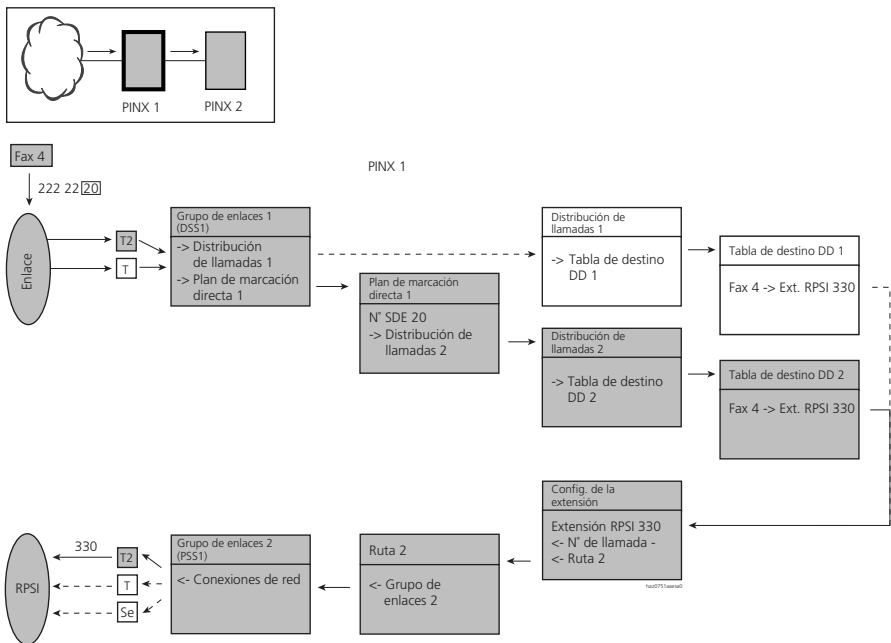 PINX 1
PINX 2
Fax 4
PINX 1
222 22 20
Enlace
T2
T
Grupo de enlaces 1
(DSS1)
-> Distribución
de llamadas 1
-> Plan de marcación
directa 1
Plan de marcación
directa 1
N° SDE 20
-> Distribución de
llamadas 2
Distribución de
llamadas 1
-> Tabla de destino
DD 1
Tabla de destino DD 1
Fax 4 -> Ext. RPSI 330
Distribución de
llamadas 2
-> Tabla de destino
DD 2
Tabla de destino DD 2
Fax 4 -> Ext. RPSI 330
Config. de la
extensión
Extensión RPSI 330
<- N° de llamada -
<- Ruta 2
Ruta 2
<- Grupo de
enlaces 2
Grupo de enlaces 2
(PSS1)
<- Conexiones de red
330
T2
T
Se
RPSI